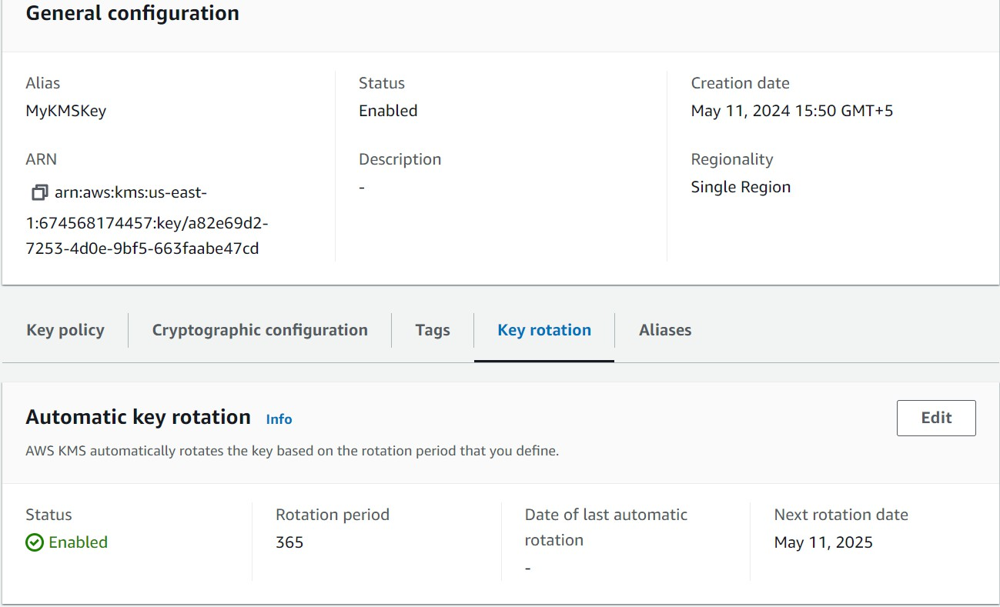 General configuration
Alias
MyKMSKey
Status
Enabled
Creation date
May 11, 2024 15:50 GMT+5
ARN
arn:aws:kms:us-east-
1:674568174457:key/a82e69d2-
7253-4d0e-9bf5-663faabe47cd
Description
-
Regionality
Single Region
Key policy
Cryptographic configuration
Tags
Key rotation
Aliases
Automatic key rotation Info
Edit
AWS KMS automatically rotates the key based on the rotation period that you define.
Status
Enabled
Rotation period
365
Date of last automatic
rotation
-
Next rotation date
May 11, 2025